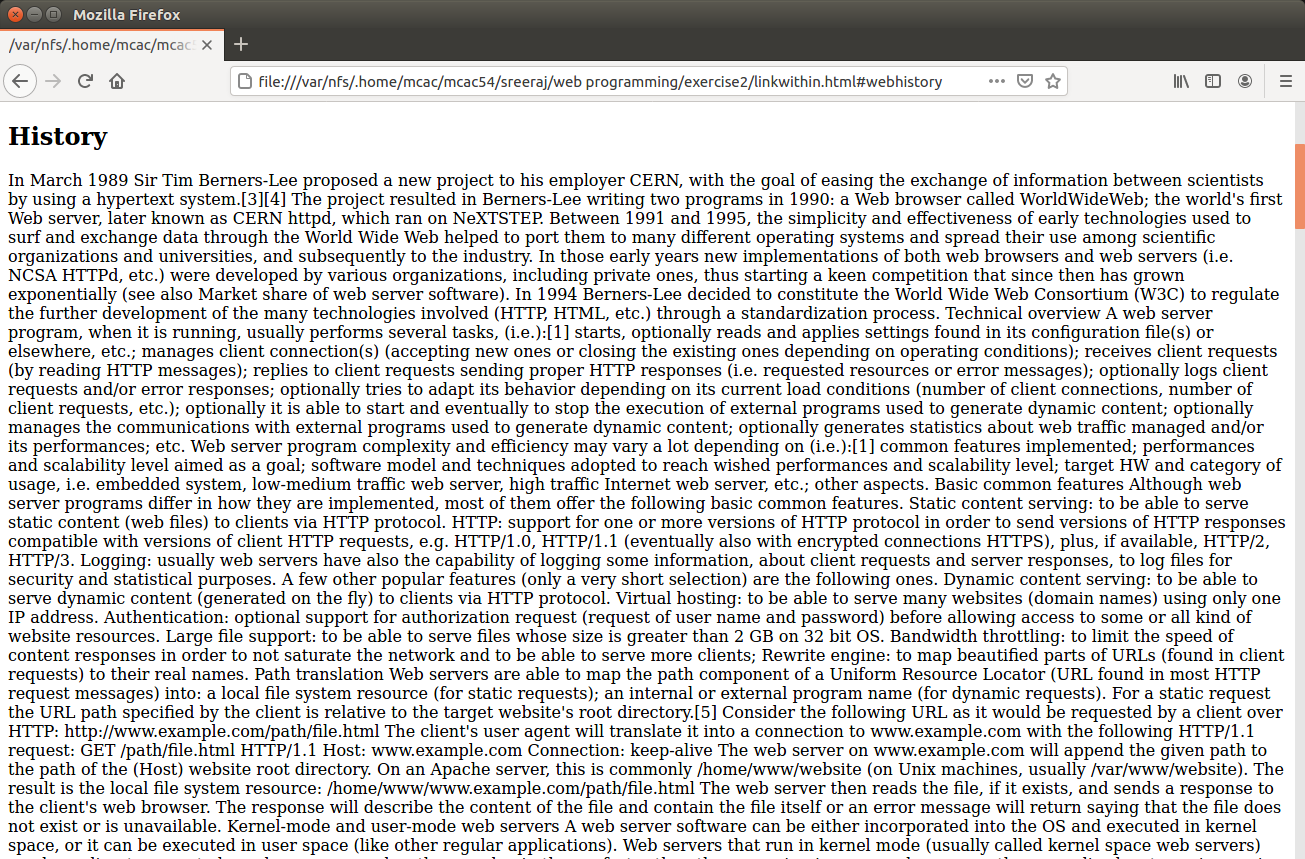 Mozilla Firefox
/var/nfs/.home/mcac/mcac
file:///var/nfs/.home/mcac/mcac54/sreeraj/web programming/exercise2/linkwithin.html#webhistory
History
In March 1989 Sir Tim Berners-Lee proposed a new project to his employer CERN, with the goal of easing the exchange of information between scientists
by using a hypertext system.[3][4] The project resulted in Berners-Lee writing two programs in 1990: a Web browser called WorldWideWeb; the world's first
Web server, later known as CERN httpd, which ran on NeXTSTEP. Between 1991 and 1995, the simplicity and effectiveness of early technologies used to
surf and exchange data through the World Wide Web helped to port them to many different operating systems and spread their use among scientific
organizations and universities, and subsequently to the industry. In those early years new implementations of both web browsers and web servers (i.e.
NCSA HTTPd, etc.) were developed by various organizations, including private ones, thus starting a keen competition that since then has grown
exponentially (see also Market share of web server software). In 1994 Berners-Lee decided to constitute the World Wide Web Consortium (W3C) to regulate
the further development of the many technologies involved (HTTP, HTML, etc.) through a standardization process. Technical overview A web server
program, when it is running, usually performs several tasks, (i.e.):[1] starts, optionally reads and applies settings found in its configuration file(s) or
elsewhere, etc.; manages client connection(s) (accepting new ones or closing the existing ones depending on operating conditions); receives client requests
(by reading HTTP messages); replies to client requests sending proper HTTP responses (i.e. requested resources or error messages); optionally logs client
requests and/or error responses; optionally tries to adapt its behavior depending on its current load conditions (number of client connections, number of
client requests, etc.); optionally it is able to start and eventually to stop the execution of external programs used to generate dynamic content; optionally
manages the communications with external programs used to generate dynamic content; optionally generates statistics about web traffic managed and/or
its performances; etc. Web server program complexity and efficiency may vary a lot depending on (i.e.):[1] common features implemented; performances
and scalability level aimed as a goal; software model and techniques adopted to reach wished performances and scalability level; target HW and category of
usage, i.e. embedded system, low-medium traffic web server, high traffic Internet web server, etc.; other aspects. Basic common features Although web
server programs differ in how they are implemented, most of them offer the following basic common features. Static content serving: to be able to serve
static content (web files) to clients via HTTP protocol. HTTP: support for one or more versions of HTTP protocol in order to send versions of HTTP responses
compatible with versions of client HTTP requests, e.g. HTTP/1.0, HTTP/1.1 (eventually also with encrypted connections HTTPS), plus, if available, HTTP/2,
HTTP/3. Logging: usually web servers have also the capability of logging some information, about client requests and server responses, to log files for
security and statistical purposes. A few other popular features (only a very short selection) are the following ones. Dynamic content serving: to be able to
serve dynamic content (generated on the fly) to clients via HTTP protocol. Virtual hosting: to be able to serve many websites (domain names) using only one
IP address. Authentication: optional support for authorization request (request of user name and password) before allowing access to some or all kind of
website resources. Large file support: to be able to serve files whose size is greater than 2 GB on 32 bit OS. Bandwidth throttling: to limit the speed of
content responses in order to not saturate the network and to be able to serve more clients; Rewrite engine: to map beautified parts of URLs (found in client
requests) to their real names. Path translation Web servers are able to map the path component of a Uniform Resource Locator (URL found in most HTTP
request messages) into: a local file system resource (for static requests); an internal or external program name (for dynamic requests). For a static request
the URL path specified by the client is relative to the target website's root directory.[5] Consider the following URL as it would be requested by a client over
HTTP: http://www.example.com/path/file.html The client's user agent will translate it into a connection to www.example.com with the following HTTP/1.1
request: GET /path/file.html HTTP/1.1 Host: www.example.com Connection: keep-alive The web server on www.example.com will append the given path to
the path of the (Host) website root directory. On an Apache server, this is commonly /home/www/website (on Unix machines, usually /var/www/website). The
result is the local file system resource: /home/www/www.example.com/path/file.html The web server then reads the file, if it exists, and sends a response to
the client's web browser. The response will describe the content of the file and contain the file itself or an error message will return saying that the file does
not exist or is unavailable. Kernel-mode and user-mode web servers A web server software can be either incorporated into the OS and executed in kernel
space, or it can be executed in user space (like other regular applications). Web servers that run in kernel mode (usually called kernel space web servers)